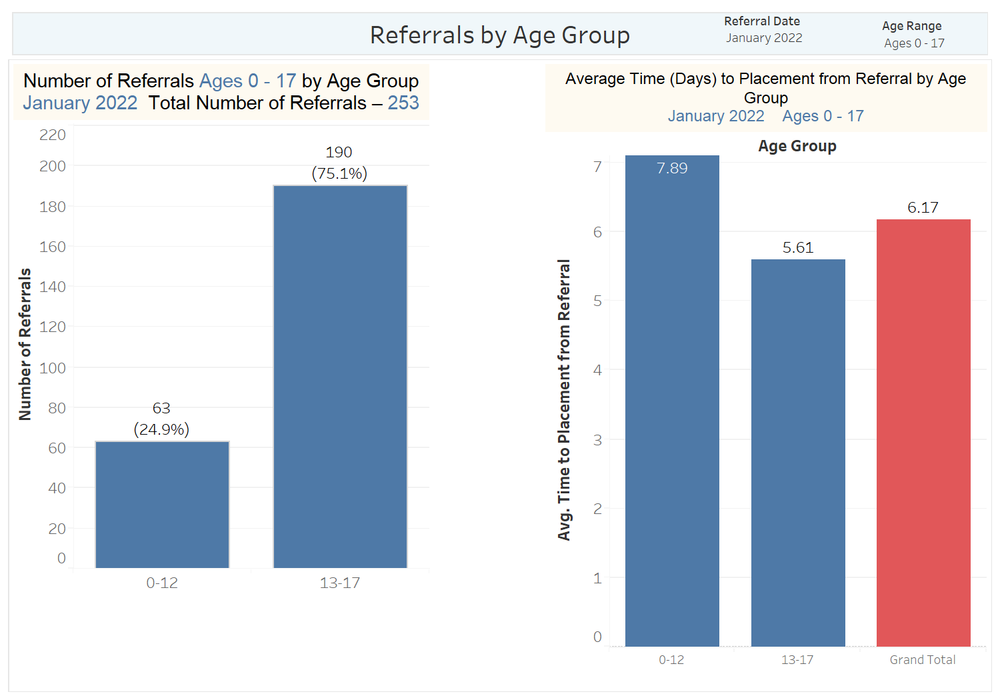 Referrals by Age Group
Referral Date
January 2022
Age Range
Ages 0 - 17
Number of Referrals Ages 0 - 17 by Age Group
January 2022 Total Number of Referrals – 253
220
200
180
160
140
120
100
80
60
40
20
0
Number of Referrals
190
(75.1%)
63
(24.9%)
0-12
13-17
Average Time (Days) to Placement from Referral by Age
Group
January 2022 Ages 0 - 17
Age Group
7
6
5
4
3
2
1
0
Avg. Time to Placement from Referral
7.89
5.61
6.17
0-12
13-17
Grand Total